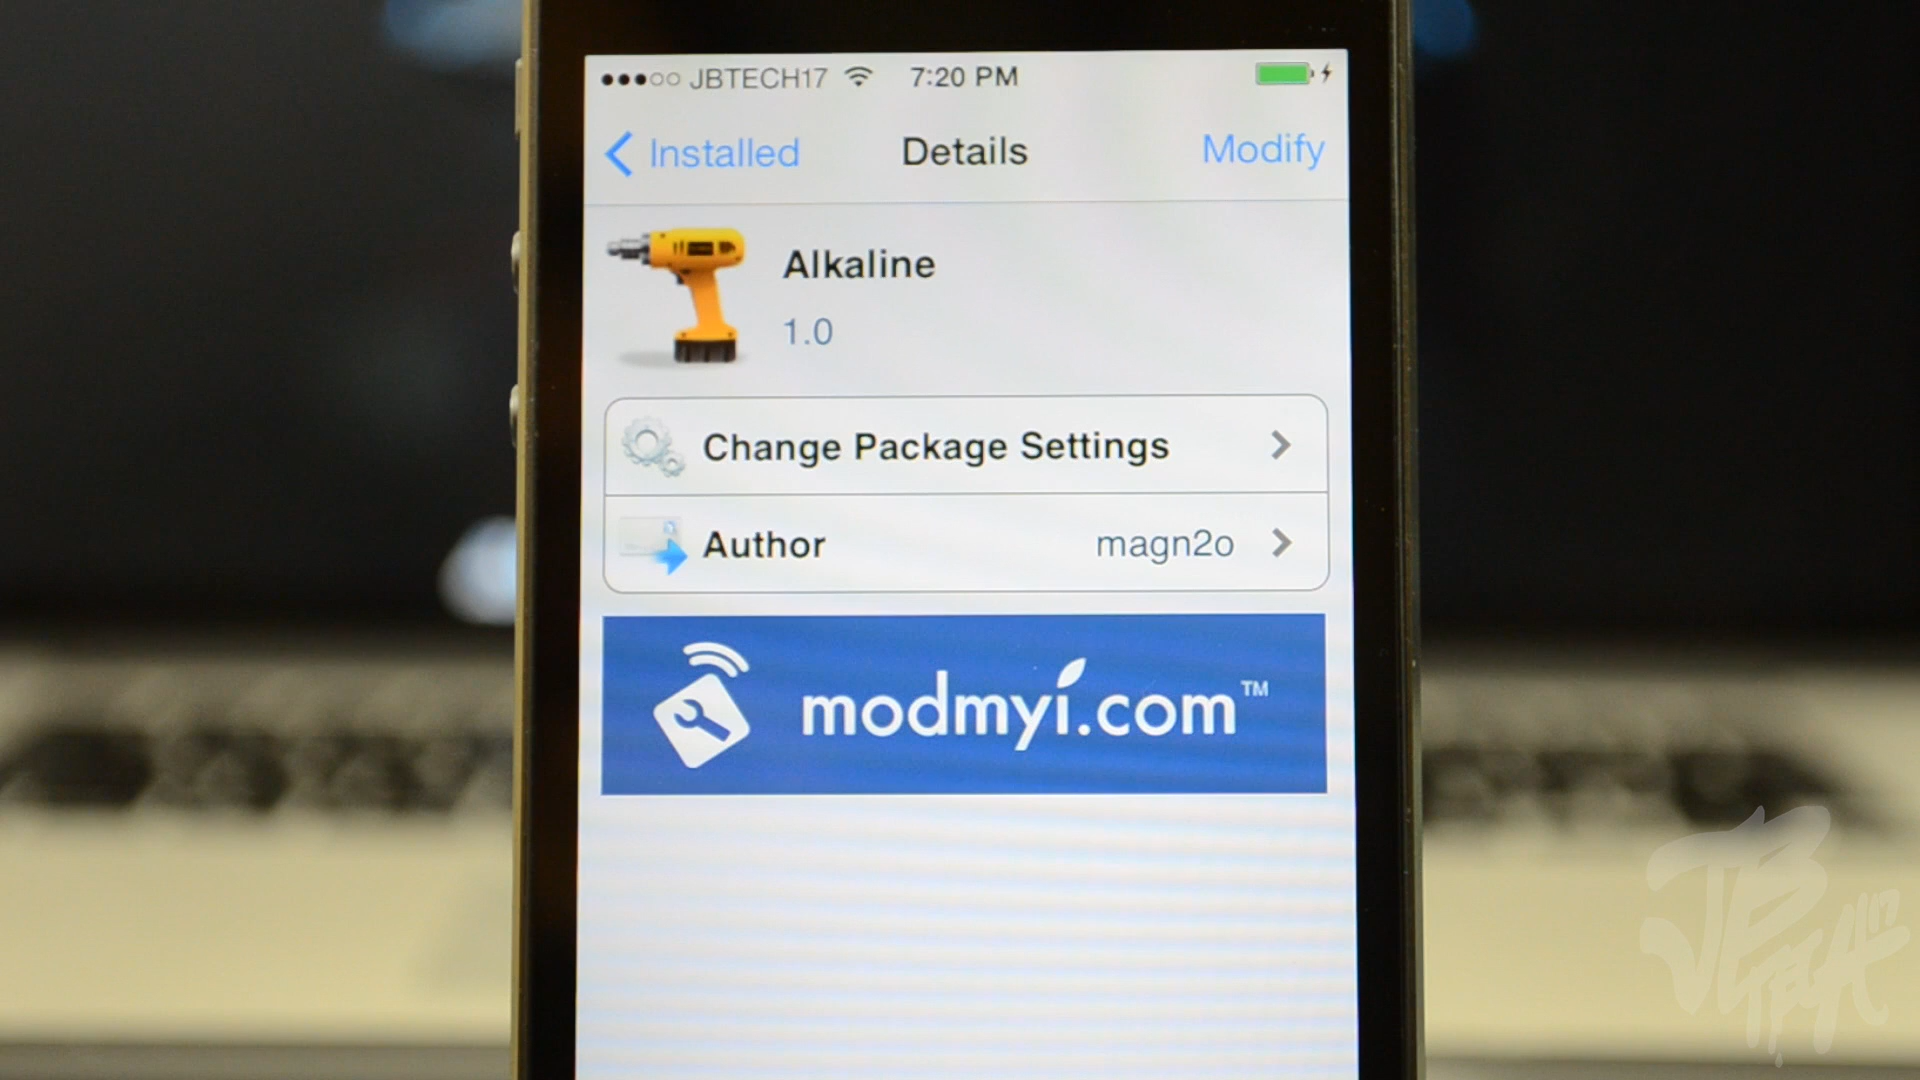 JBTECH17 7:20 PM
Installed Details Modify
Alkaline
1.0
Change Package Settings
Author magn2o
modmyi.com™